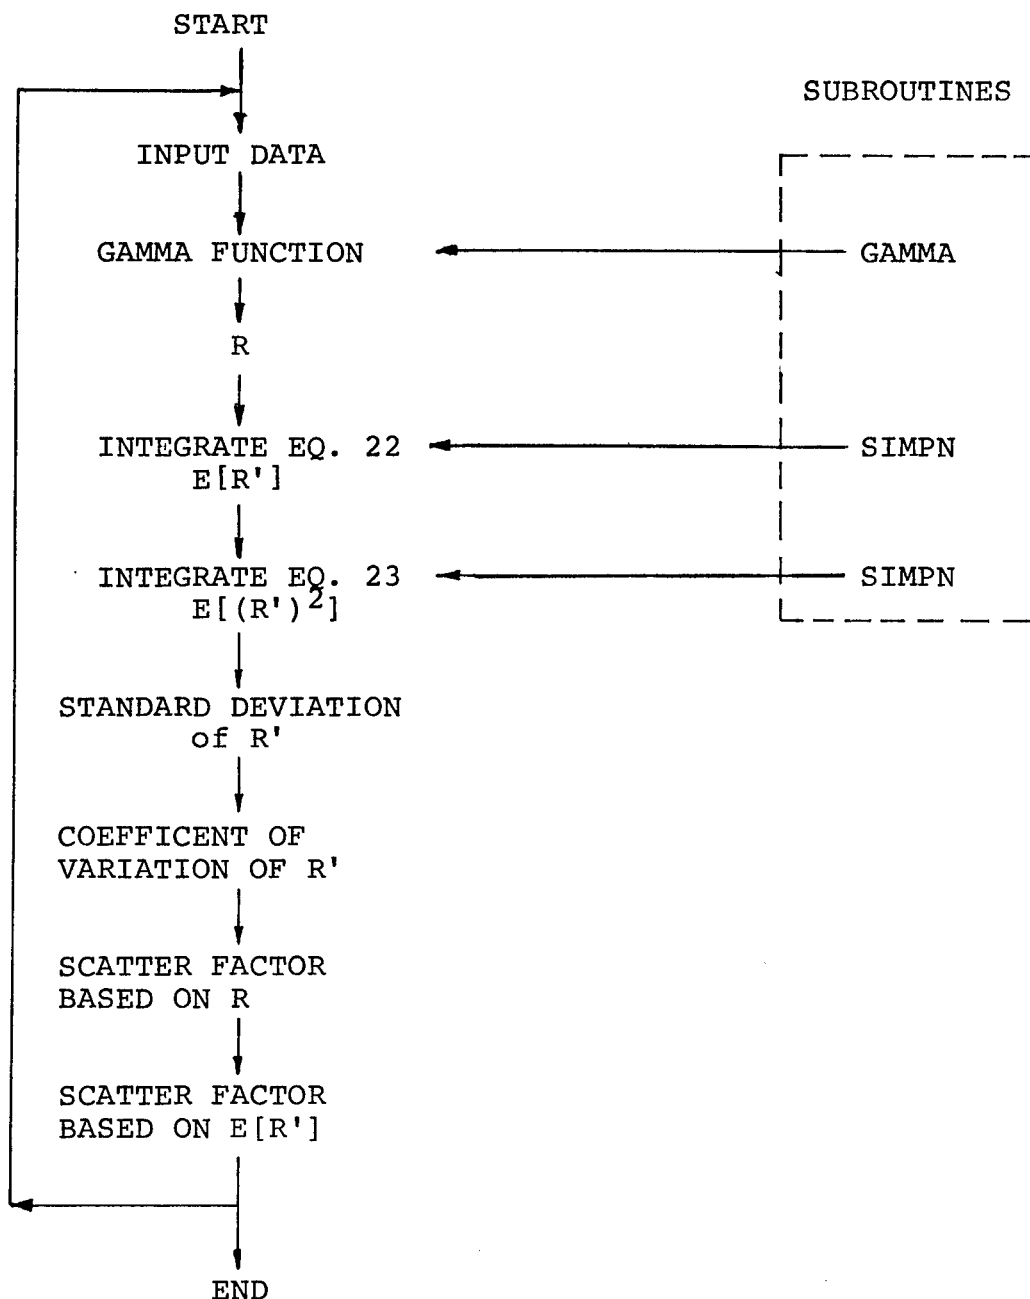 START
SUBROUTINES
INPUT DATA
GAMMA FUNCTION
GAMMA
R
INTEGRATE EQ. 22
E[R']
SIMPN
INTEGRATE EQ. 23
E[(R')²]
SIMPN
STANDARD DEVIATION
of R'
COEFFICENT OF
VARIATION OF R'
SCATTER FACTOR
BASED ON R
SCATTER FACTOR
BASED ON E[R']
END